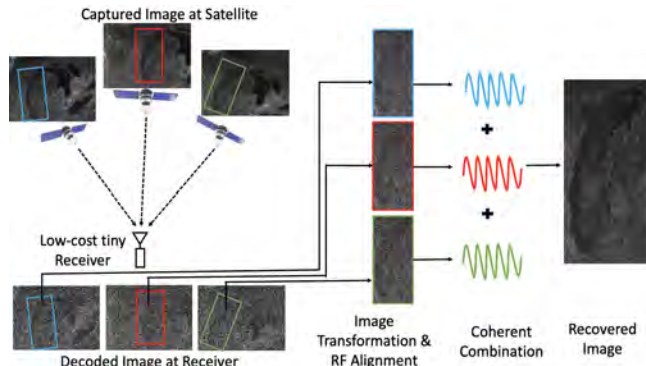 Captured Image at Satellite
Low-cost tiny
Receiver
Decoded Image at Receiver
Image
Transformation &
RF Alignment
+
+
Coherent
Combination
Recovered
Image